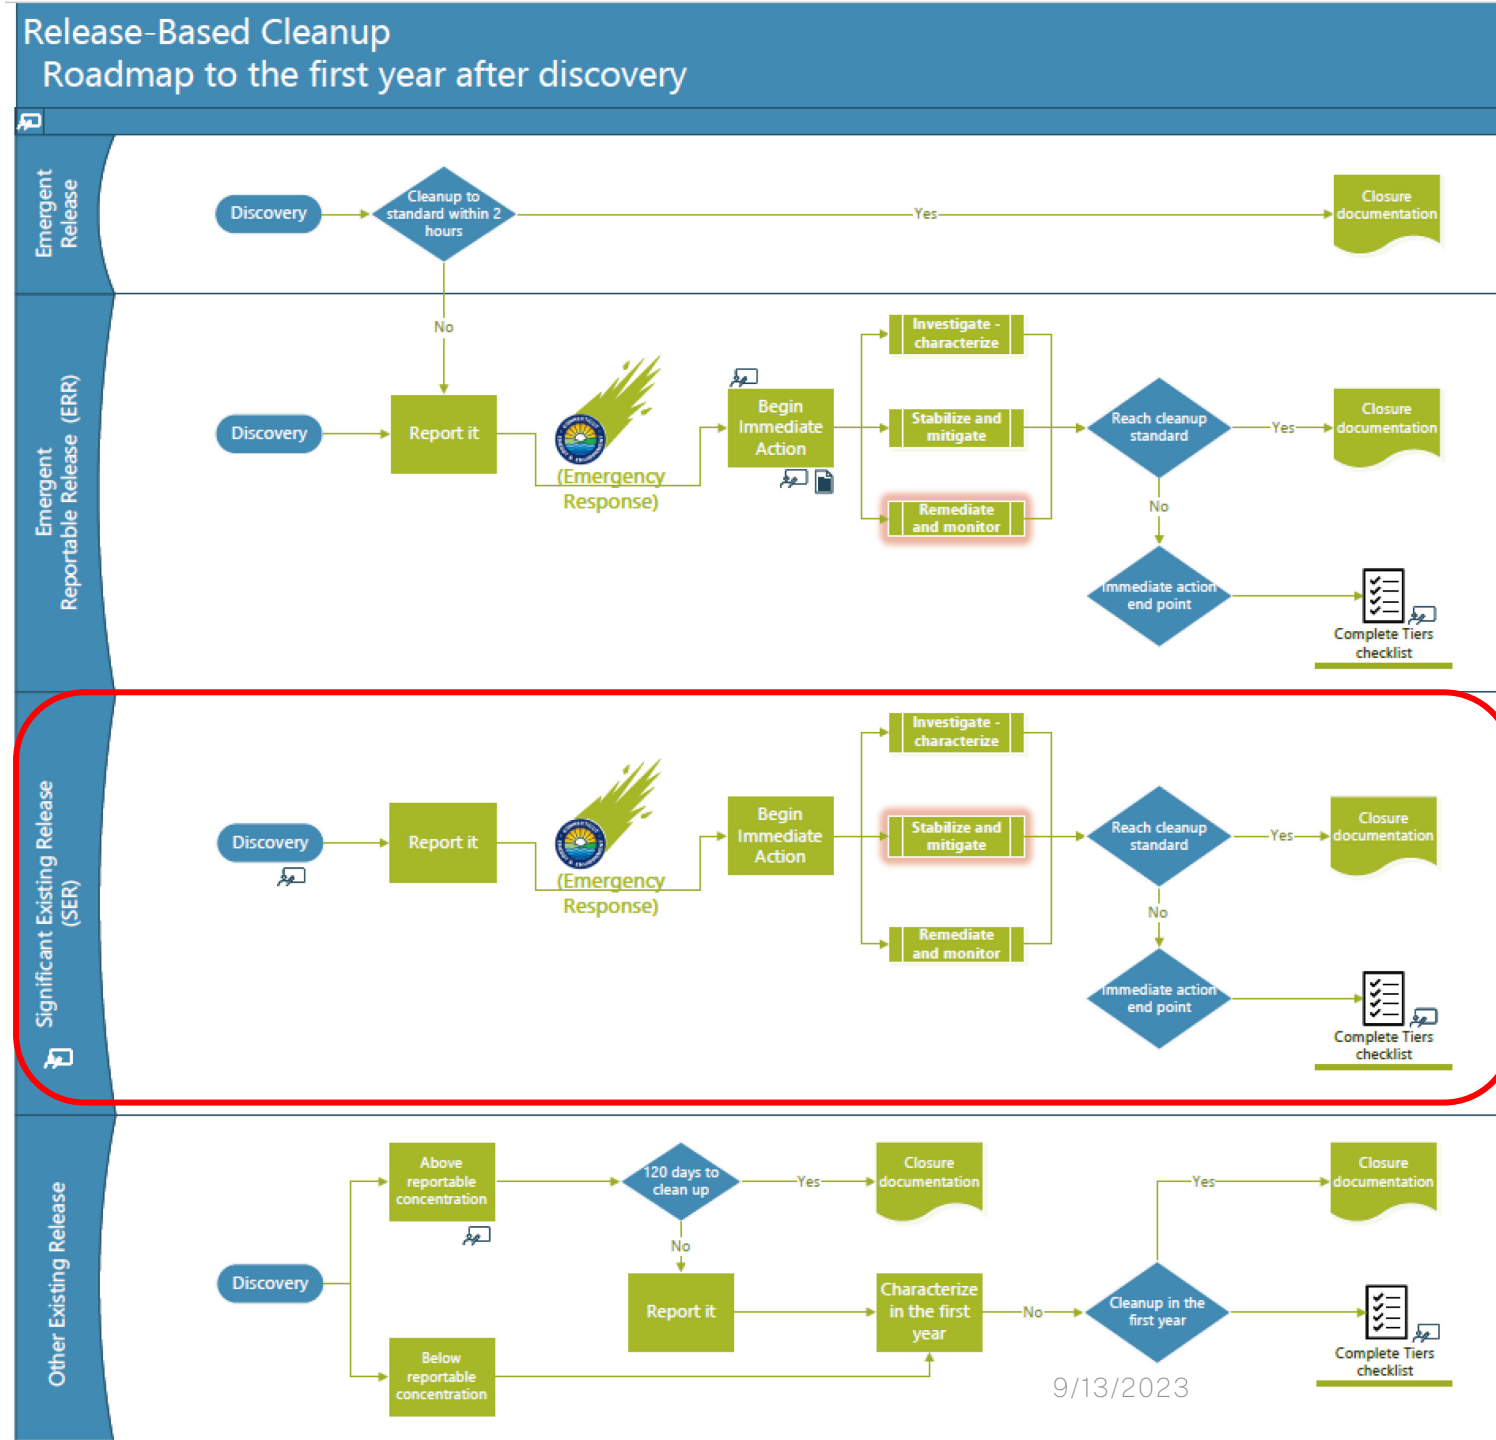 Release-Based Cleanup
Roadmap to the first year after discovery
Emergent
Release
Discovery
Cleanup to
standard within 2
hours
Yes
Closure
documentation
No
Emergent
Reportable Release (ERR)
Discovery
Report it
(Emergency
Response)
Begin
Immediate
Action
Investigate -
characterize
Stabilize and
mitigate
Remediate
and monitor
Reach cleanup
standard
Yes
Closure
documentation
No
Immediate action
end point
Complete Tiers
checklist
Significant Existing Release
(SER)
Discovery
Report it
(Emergency
Response)
Begin
Immediate
Action
Investigate -
characterize
Stabilize and
mitigate
Remediate
and monitor
Reach cleanup
standard
Yes
Closure
documentation
No
Immediate action
end point
Complete Tiers
checklist
Other Existing Release
Discovery
Above
reportable
concentration
120 days to
clean up
Yes
Closure
documentation
No
Report it
Below
reportable
concentration
Characterize
in the first
year
No
Cleanup in the
first year
Yes
Closure
documentation
Complete Tiers
checklist
9/13/2023